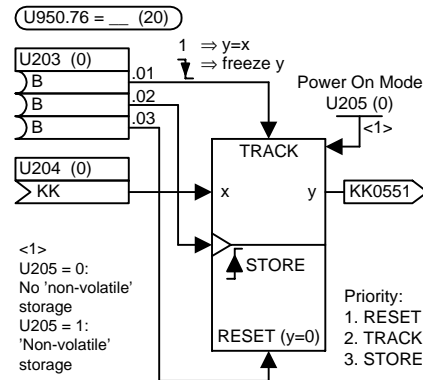 U950.76 = __ (20)
U203 (0)
B .01
B .02
B .03
1 ⇒ y=x
⇒ freeze y
Power On Mode
U205 (0)
<1>
TRACK
U204 (0)
KK
x y
KK0551
STORE
RESET (y=0)
<1>
U205 = 0:
No 'non-volatile'
storage
U205 = 1:
'Non-volatile'
storage
Priority:
1. RESET
2. TRACK
3. STORE